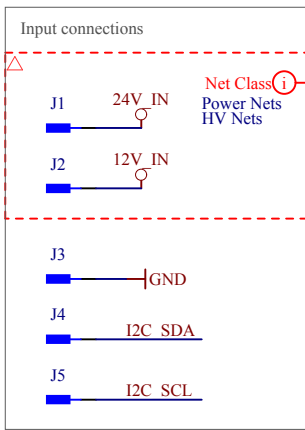 Input connections
Net Class i
Power Nets
HV Nets
J1 24V_IN
J2 12V_IN
J3
GND
J4
I2C_SDA
J5
I2C_SCL